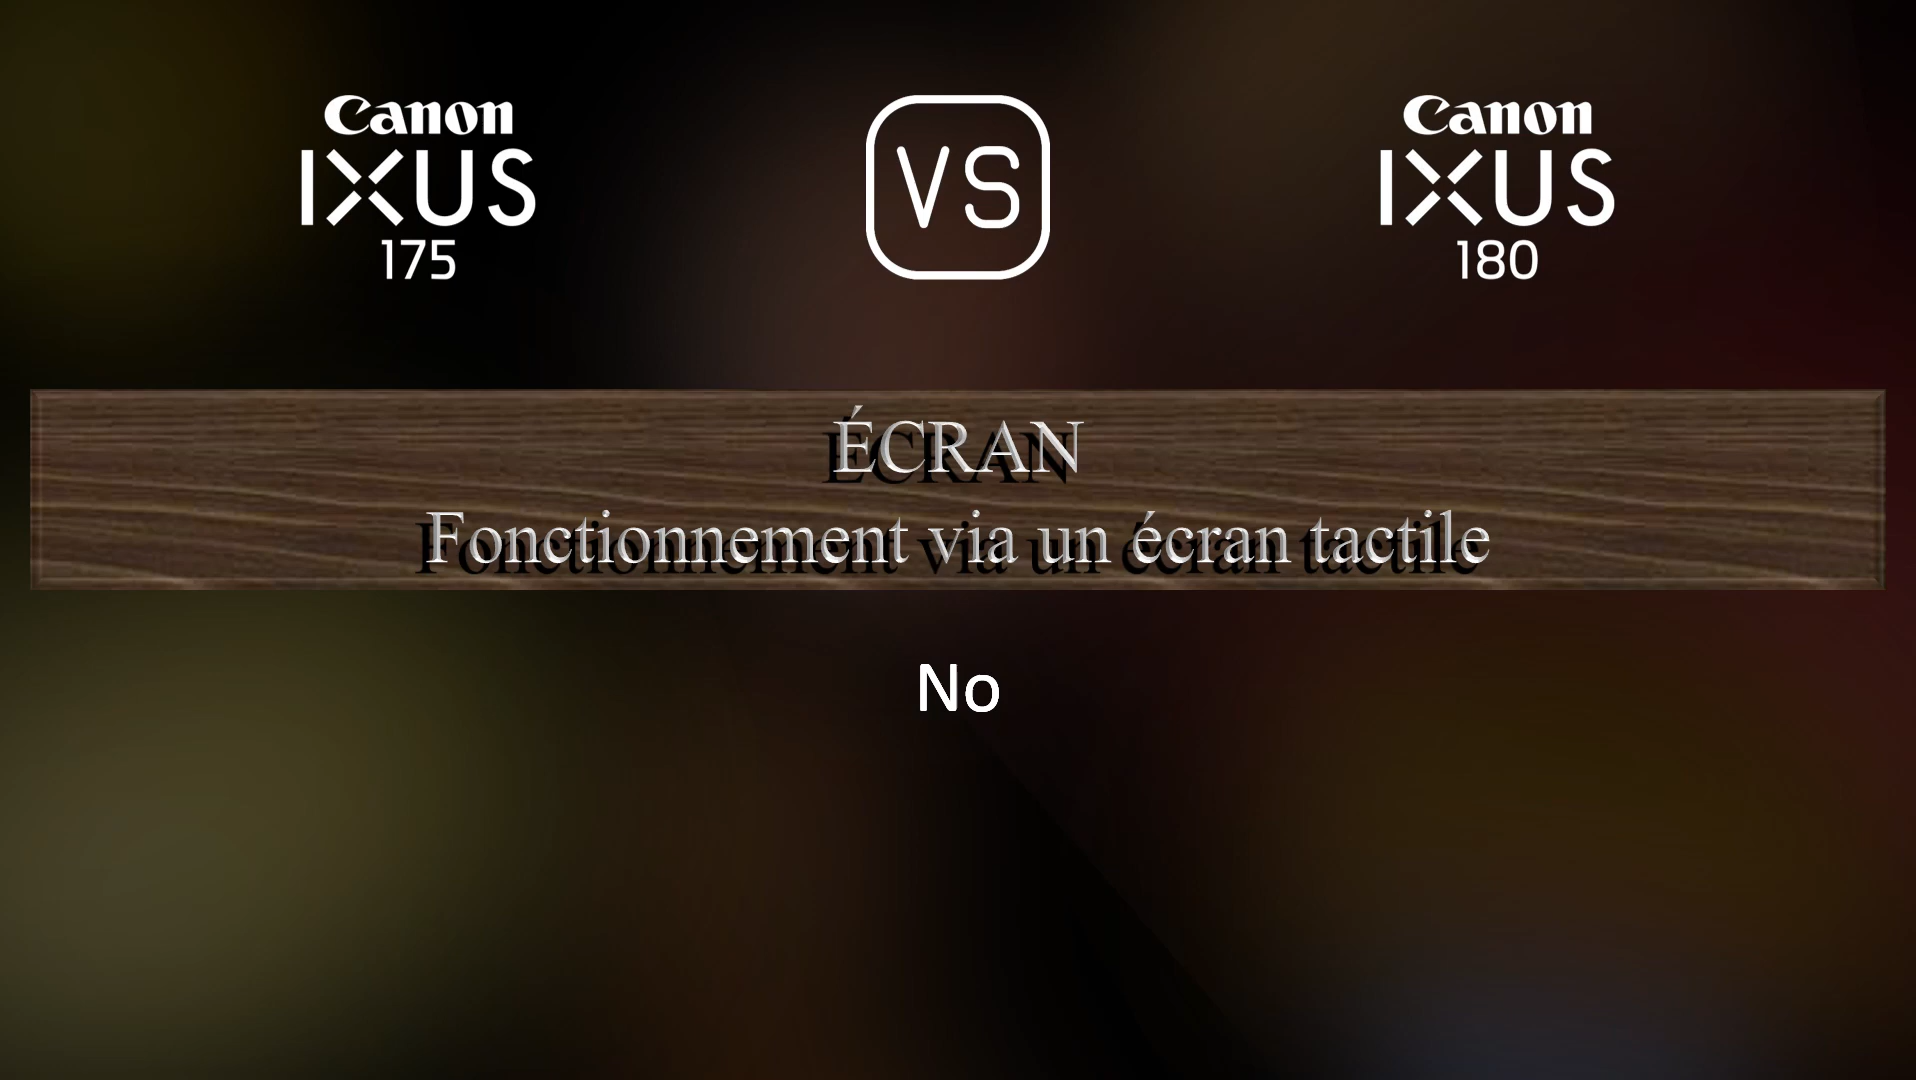 Canon
IXUS
175
VS
Canon
IXUS
180
ÉCRAN
Fonctionnement via un écran tactile
No